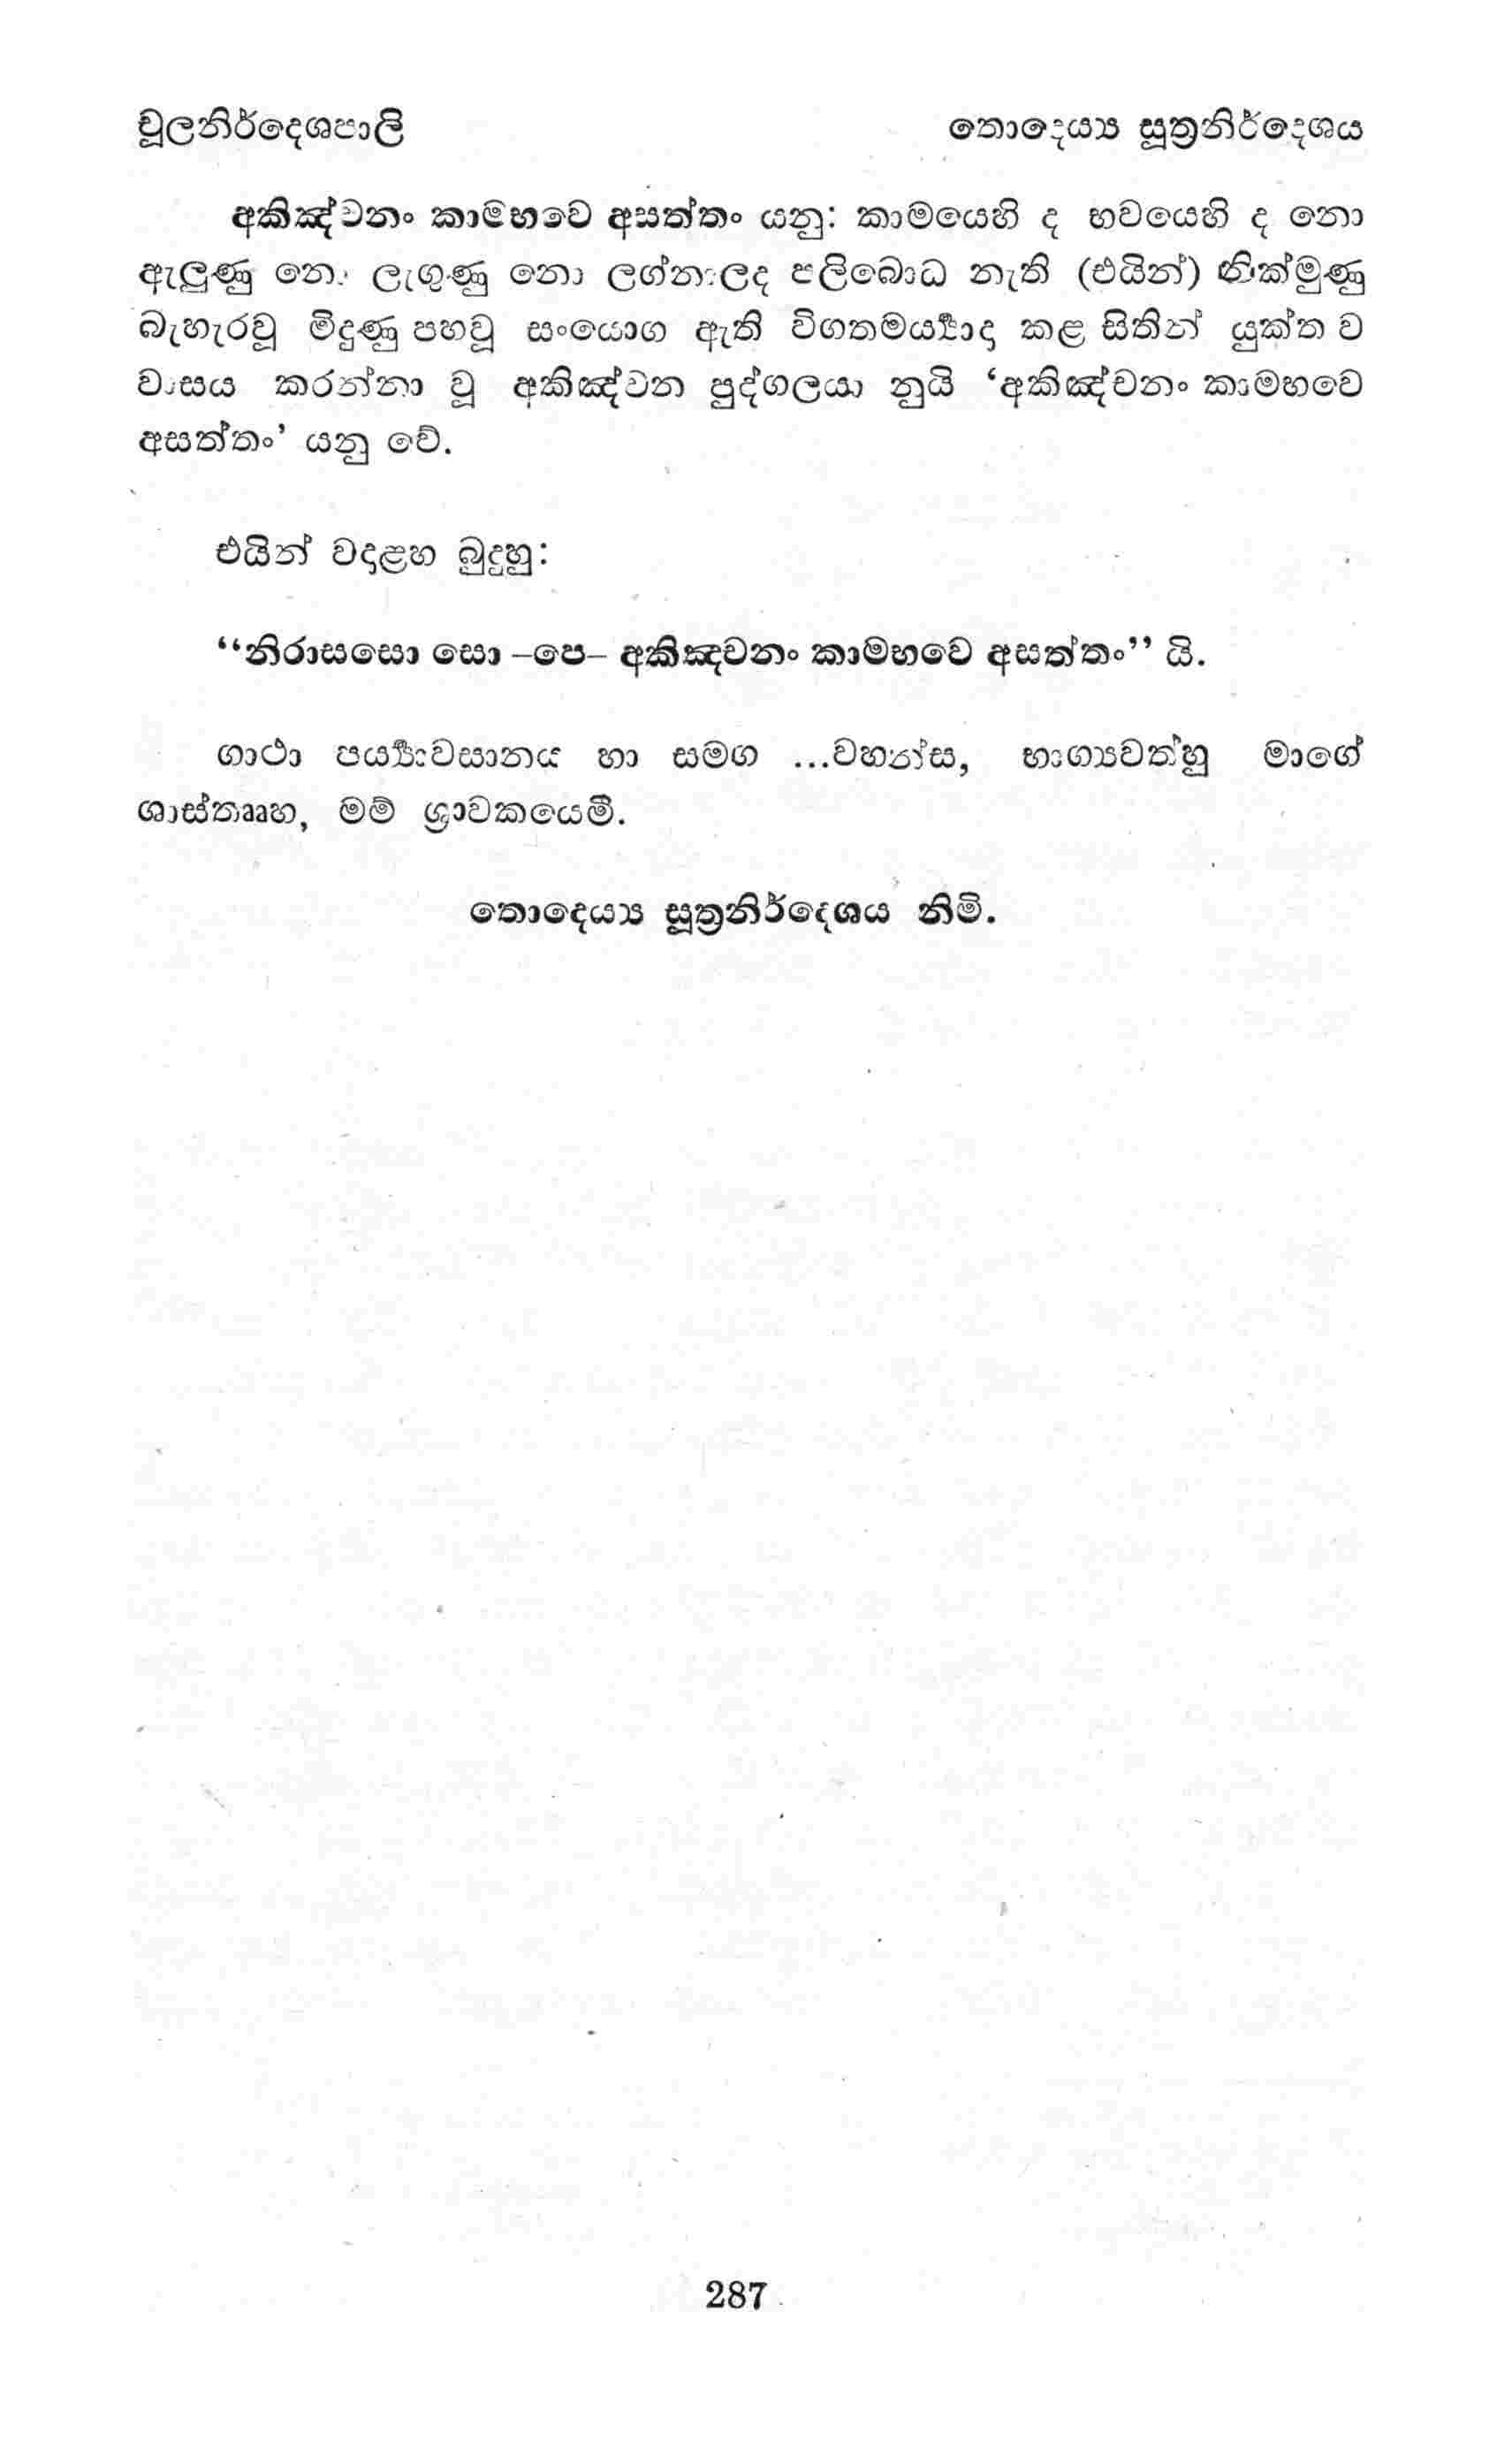 චූලනිර්දෙශපාලි තොදෙය්‍ය සූත්‍රනිර්දෙශය
අකිඤ්චනං කාමභවෙ අසත්තං යනු: කාමයෙහි ද භවයෙහි ද නො
ඇලුණු නො ලැගුණු නො ලග්නාලද පලිබොධ නැති (එයින්) නික්මුණු
බැහැරවූ මිදුණු පහවූ සංයොග ඇති විගතමර්‍ය්‍යාද කළ සිතින් යුක්ත ව
වාසය කරන්නා වූ අකිඤ්චන පුද්ගලයා නුයි ‘අකිඤ්චනං කාමභවෙ
අසත්තං’ යනු වේ.
එයින් වදාළහ බුදුහු:
“නිරාසසො සො –පෙ– අකිඤ්චනං කාමභවෙ අසත්තං” යි.
ගාථා පර්‍ය්‍යාවසානය හා සමග ...වහන්ස, භාග්‍යවත්හු මාගේ
ශාස්තෲහ, මම් ශ්‍රාවකයෙමි.
තොදෙය්‍ය සූත්‍රනිර්දෙශය නිමි.
287